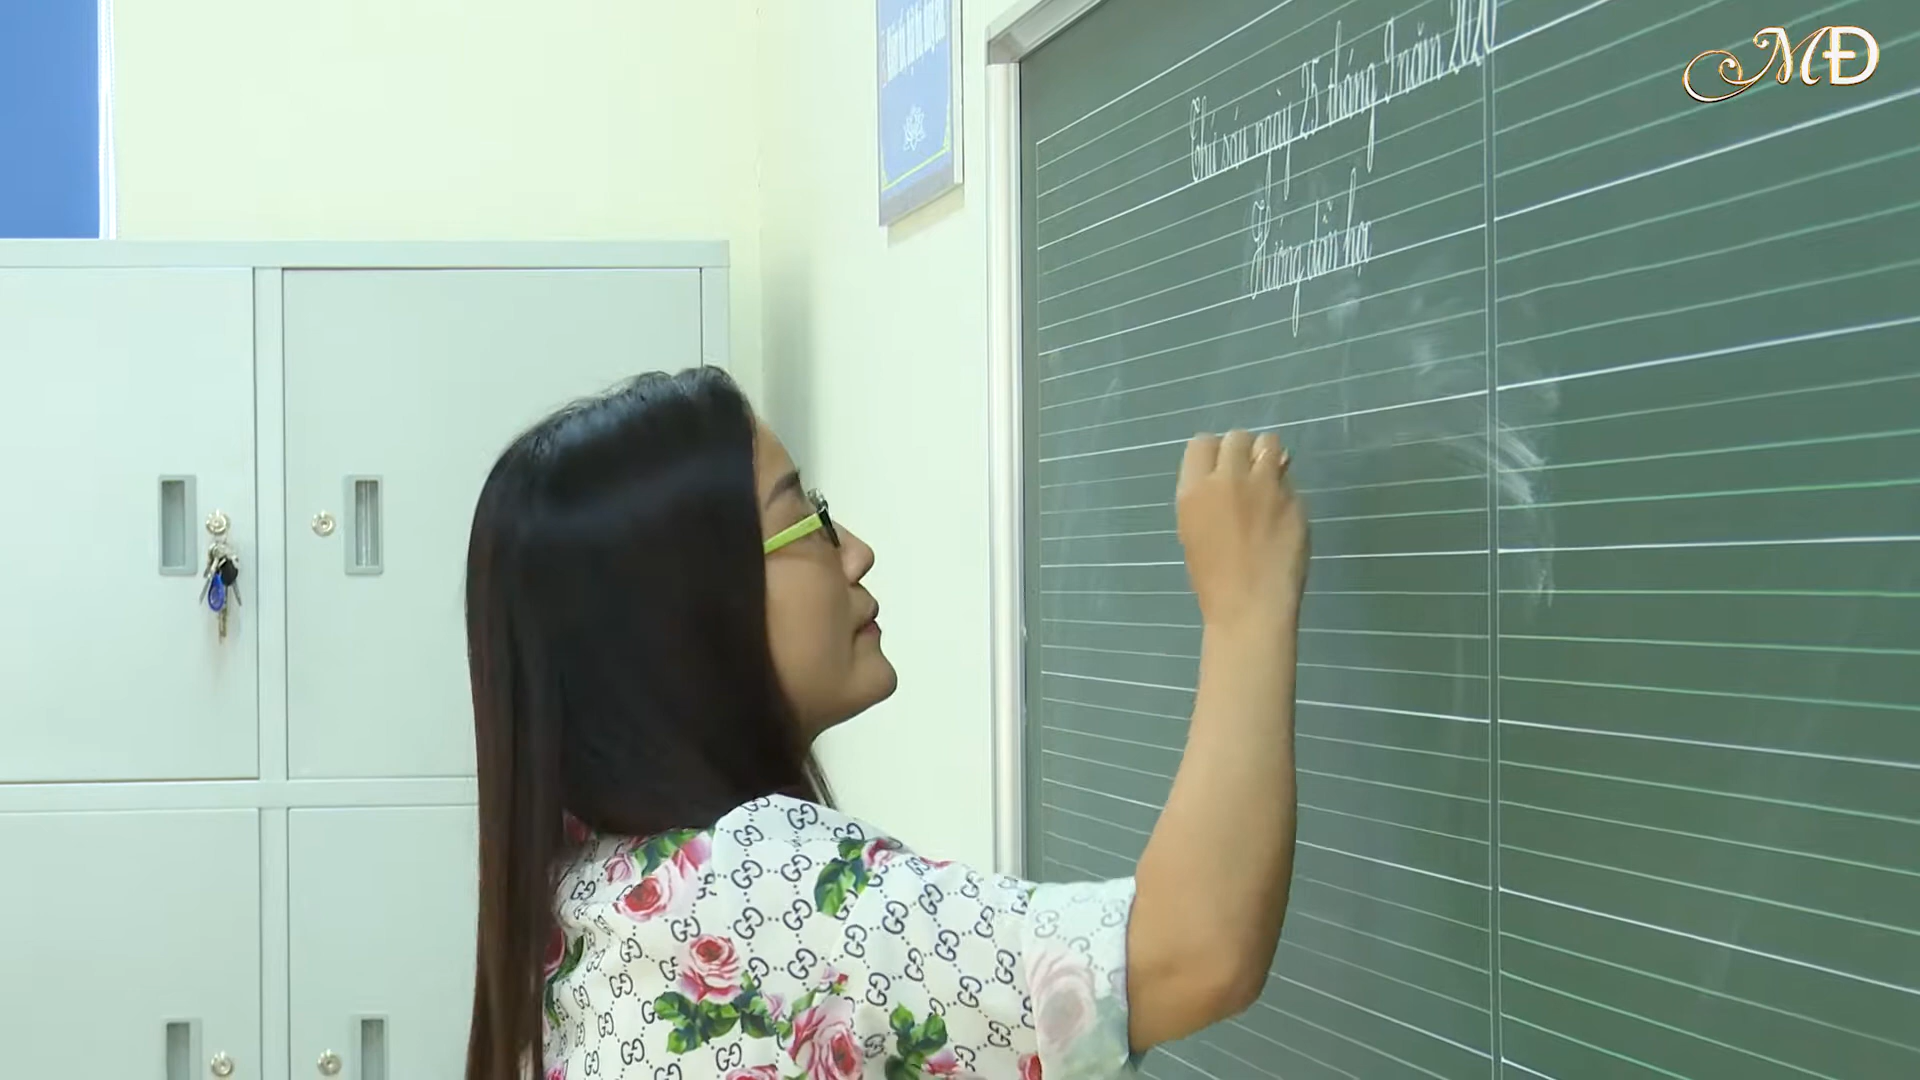 MĐ
Thứ sáu ngày 25 tháng 9 năm 2020
Hướng dẫn học